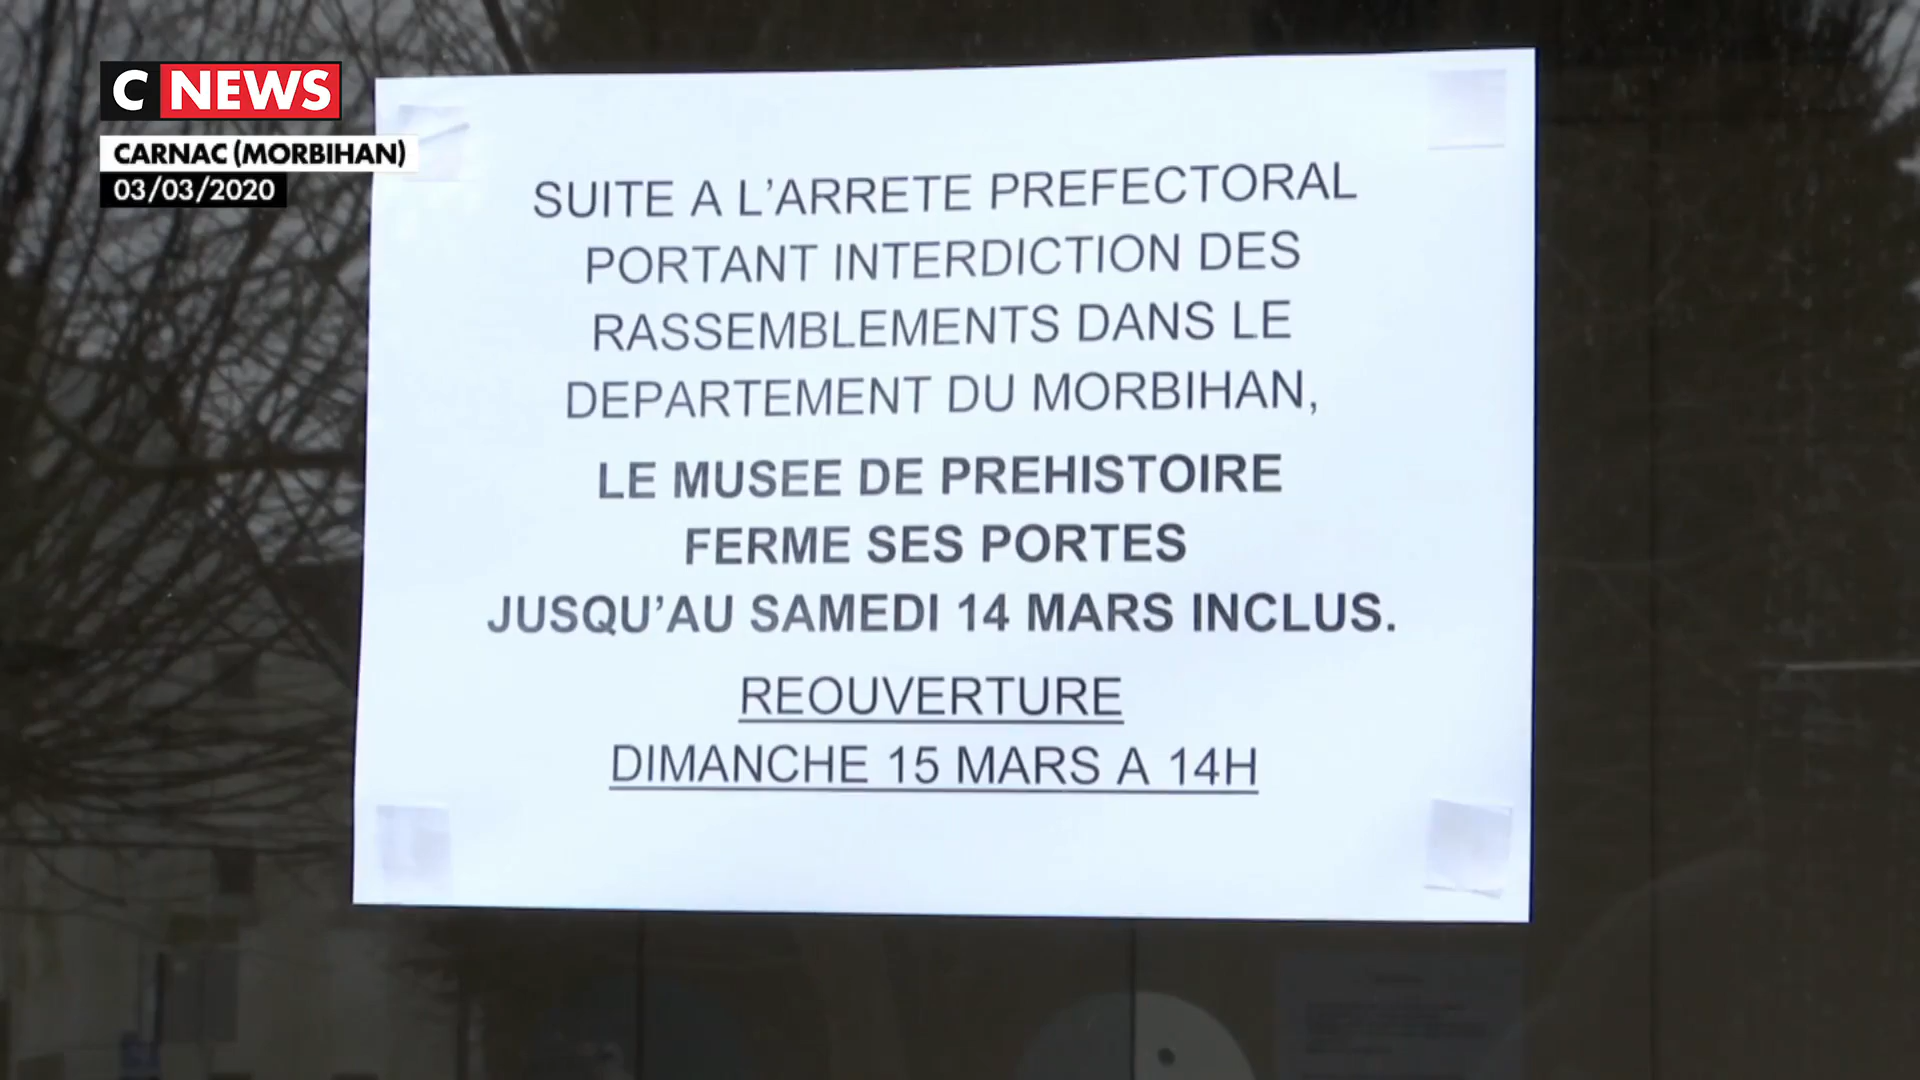 C NEWS
CARNAC (MORBIHAN)
03/03/2020
SUITE A L'ARRETE PREFECTORAL
PORTANT INTERDICTION DES
RASSEMBLEMENTS DANS LE
DEPARTEMENT DU MORBIHAN,
LE MUSEE DE PREHISTOIRE
FERME SES PORTES
JUSQU'AU SAMEDI 14 MARS INCLUS.
REOUVERTURE
DIMANCHE 15 MARS A 14H